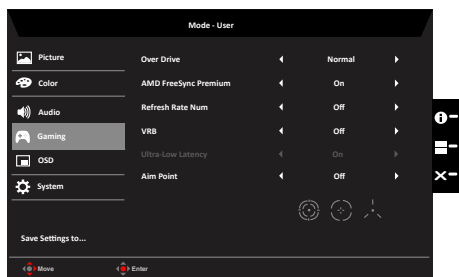 Mode - User
Picture
Color
Audio
Gaming
OSD
System
Save Settings to...
Over Drive Normal
AMD FreeSync Premium On
Refresh Rate Num Off
VRB Off
Ultra-Low Latency On
Aim Point Off
Move Enter